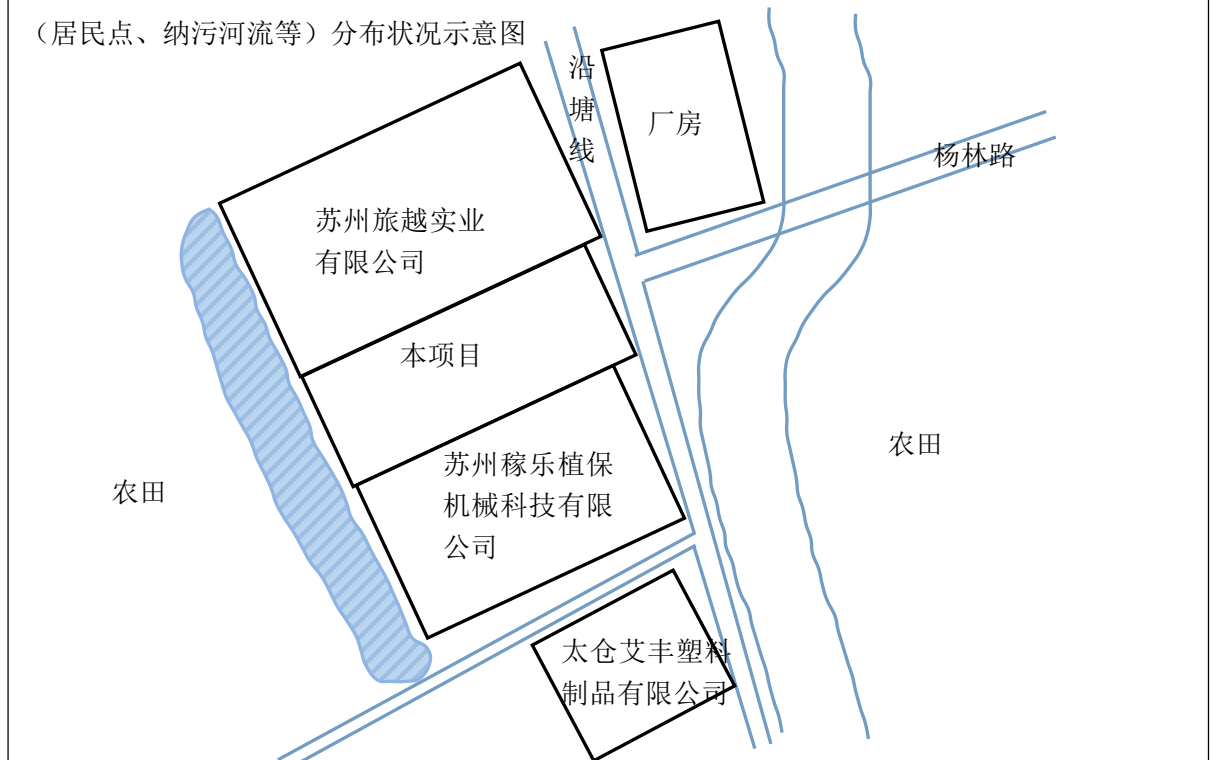 （居民点、纳污河流等）分布状况示意图
沿
塘
线
厂房
杨林路
苏州旅越实业
有限公司
本项目
农田
苏州稼乐植保
机械科技有限
公司
农田
太仓艾丰塑料
制品有限公司